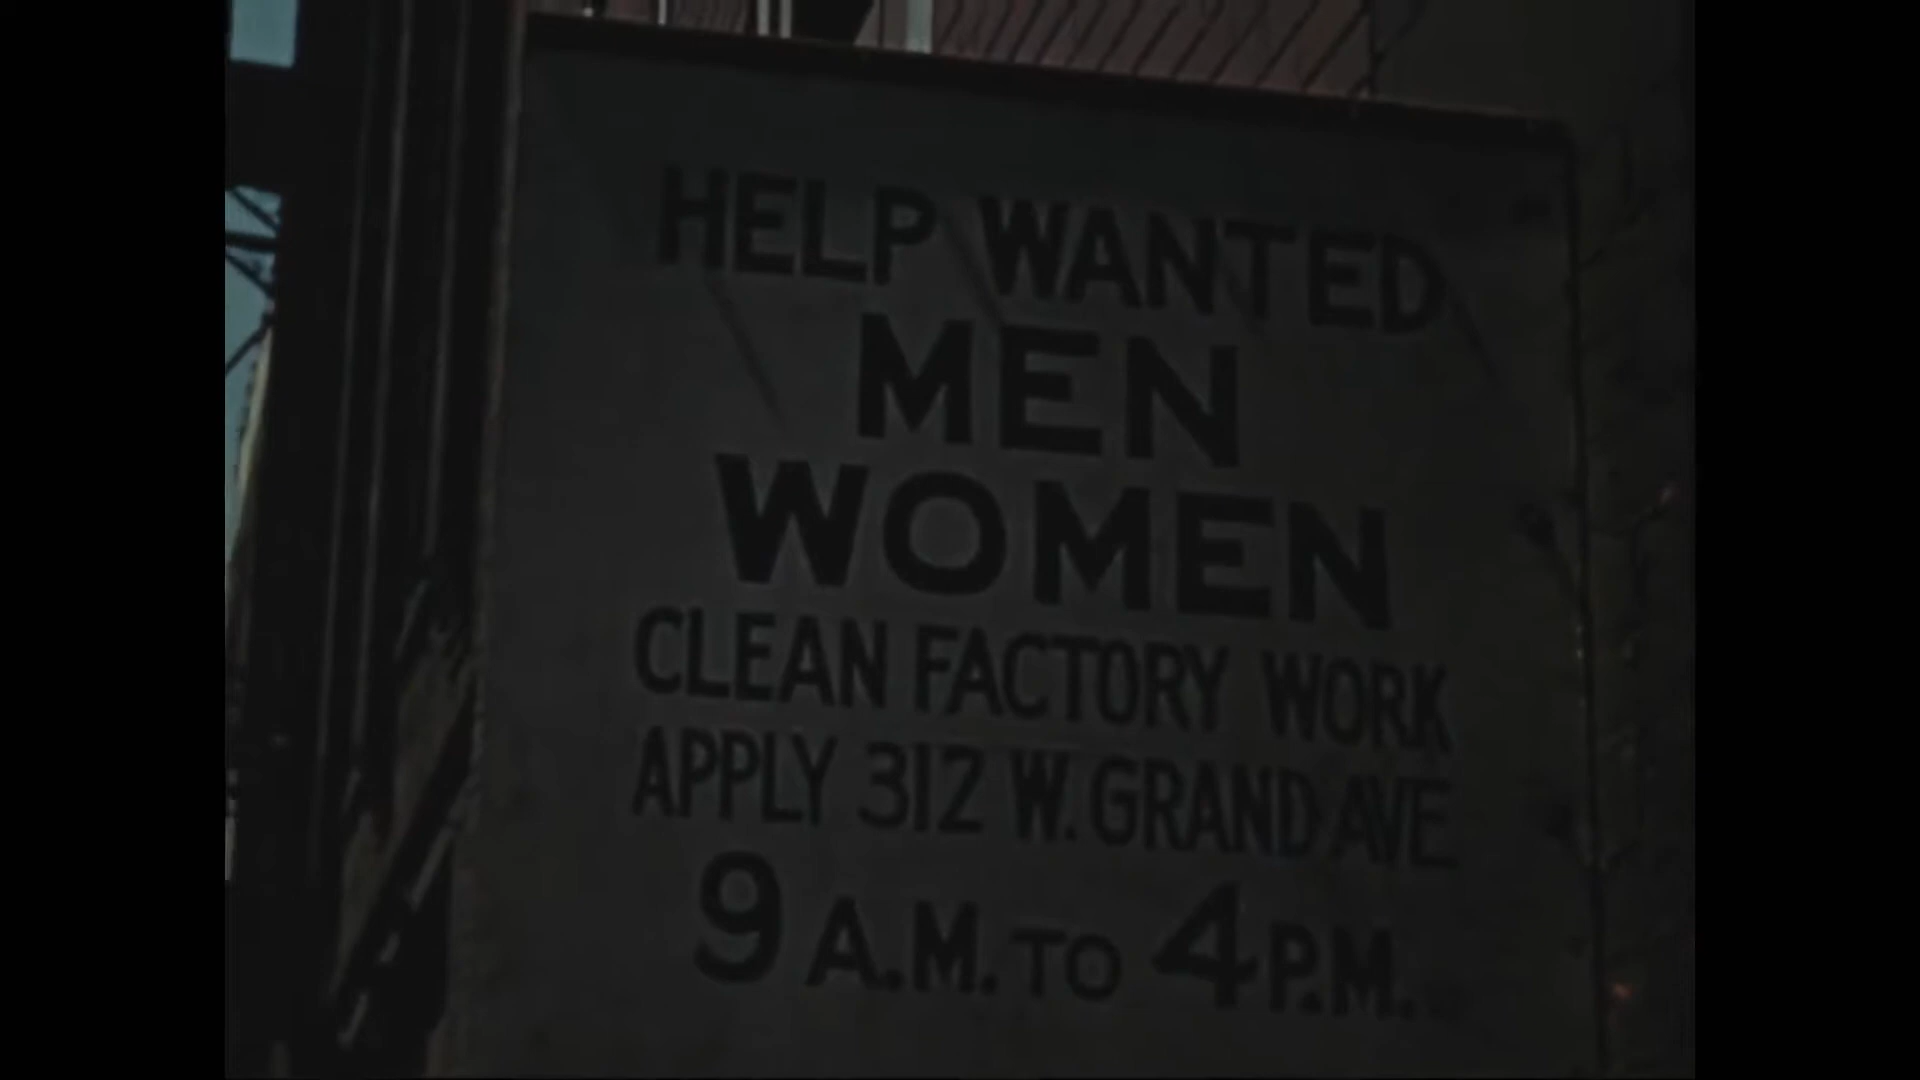 HELP WANTED
MEN
WOMEN
CLEAN FACTORY WORK
APPLY 312 W. GRAND AVE
9 A.M. TO 4 P.M.